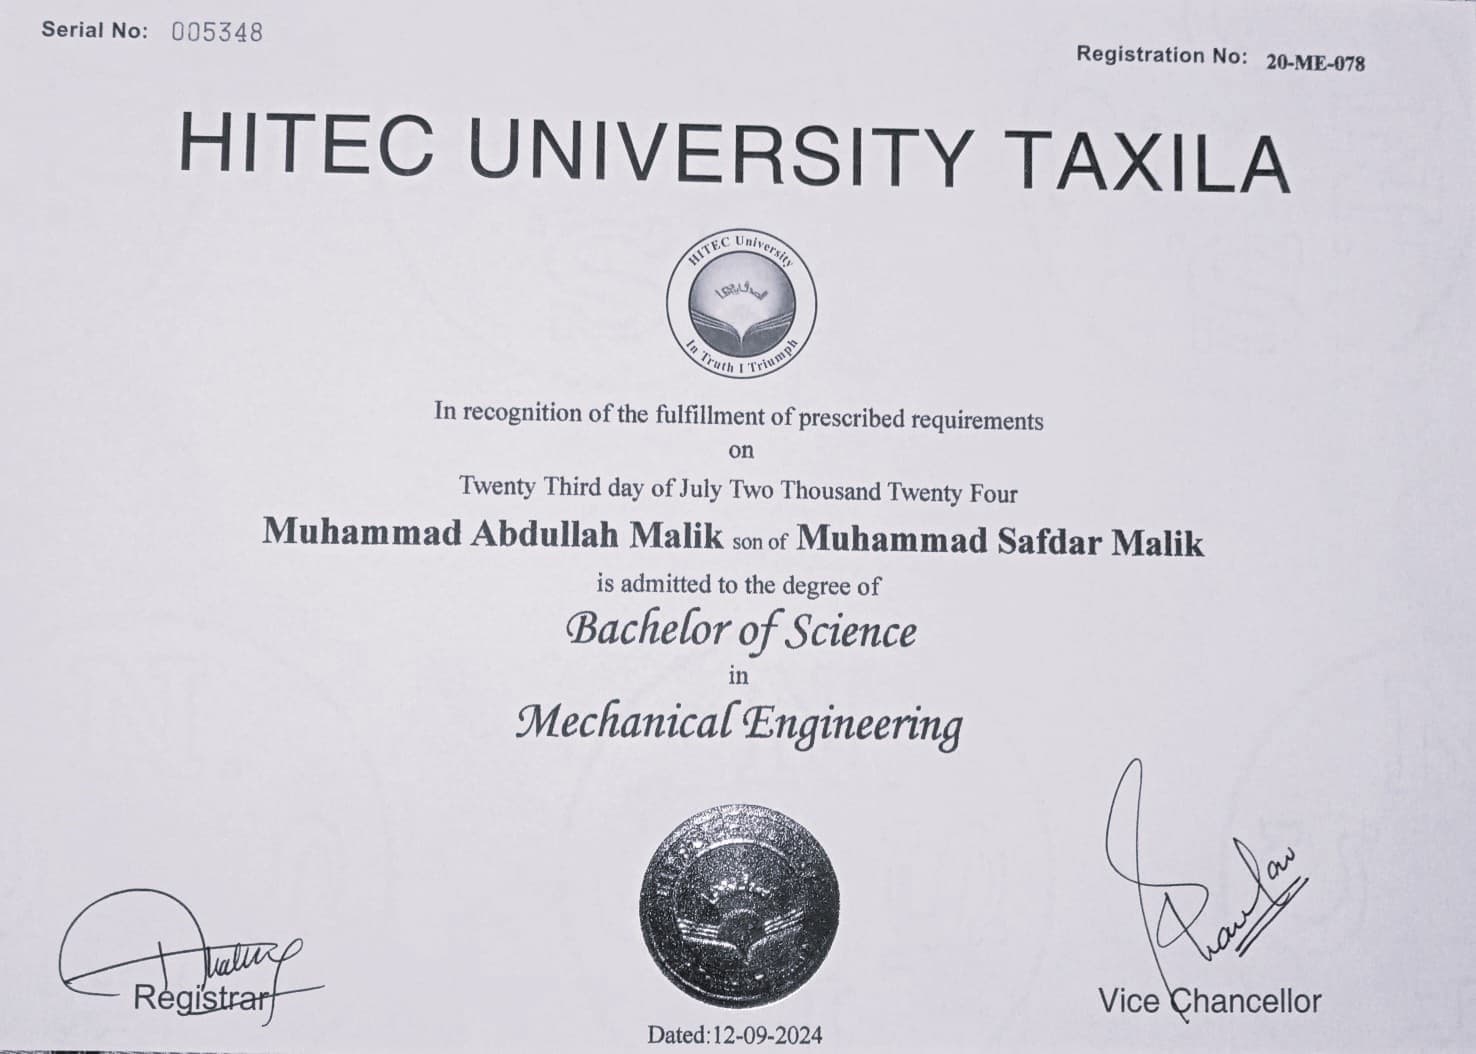 Serial No: 005348
Registration No: 20-ME-078
HITEC UNIVERSITY TAXILA
HITEC University
In Truth I Triumph
In recognition of the fulfillment of prescribed requirements
on
Twenty Third day of July Two Thousand Twenty Four
Muhammad Abdullah Malik son of Muhammad Safdar Malik
is admitted to the degree of
Bachelor of Science
in
Mechanical Engineering
Registrar
Vice Chancellor
Dated:12-09-2024